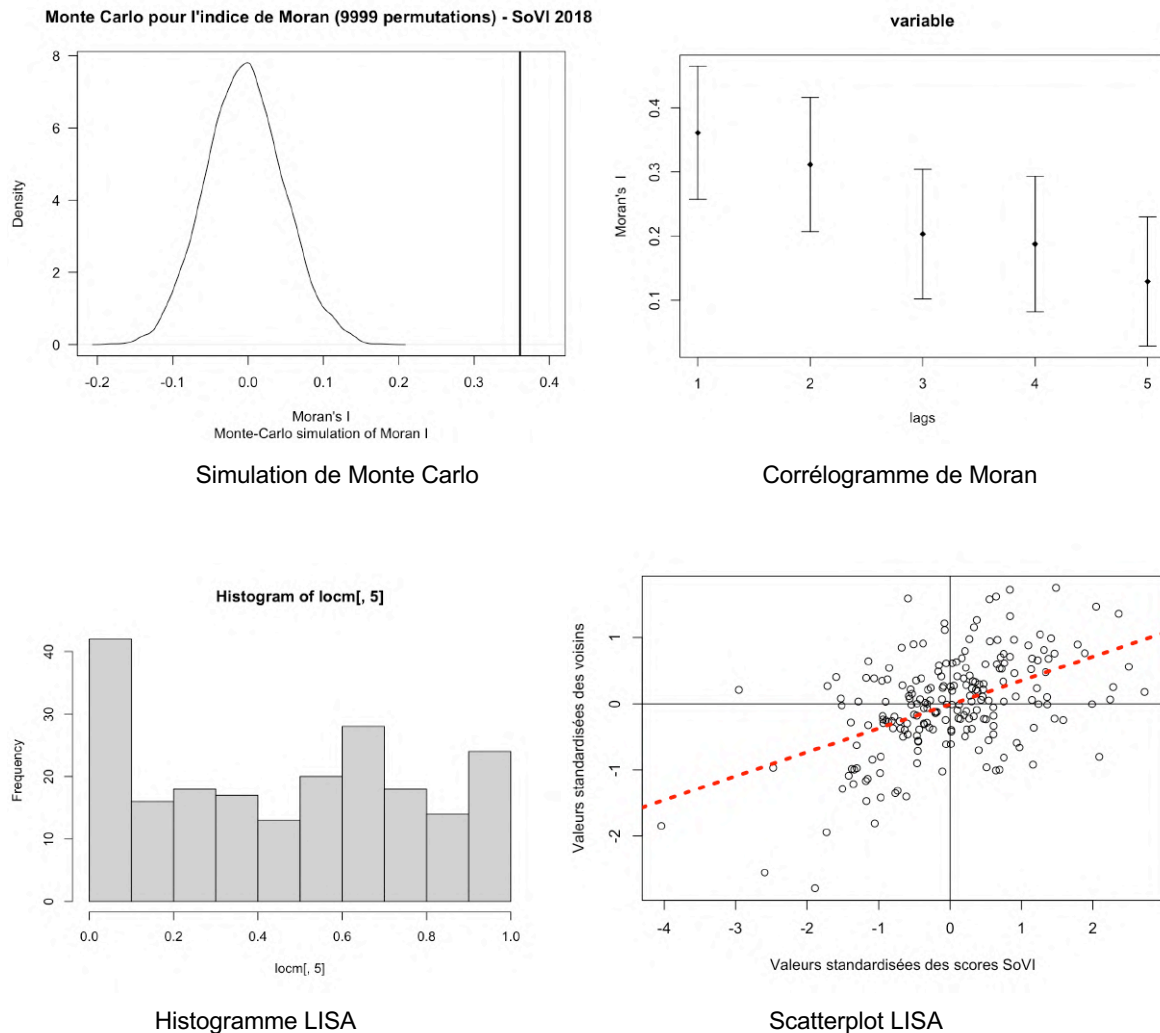 Monte Carlo pour l'indice de Moran (9999 permutations) - SoVI 2018
Density
8
6
4
2
0
-0.2 -0.1 0.0 0.1 0.2 0.3 0.4
Moran's I
Monte-Carlo simulation of Moran I
Simulation de Monte Carlo
variable
Moran's I
0.4
0.3
0.2
0.1
1 2 3 4 5
lags
Corrélogramme de Moran
Histogram of locm[, 5]
Frequency
40
30
20
10
0
0.0 0.2 0.4 0.6 0.8 1.0
locm[, 5]
Histogramme LISA
Valeurs standardisées des voisins
1
0
-1
-2
-4 -3 -2 -1 0 1 2
Valeurs standardisées des scores SoVI
Scatterplot LISA